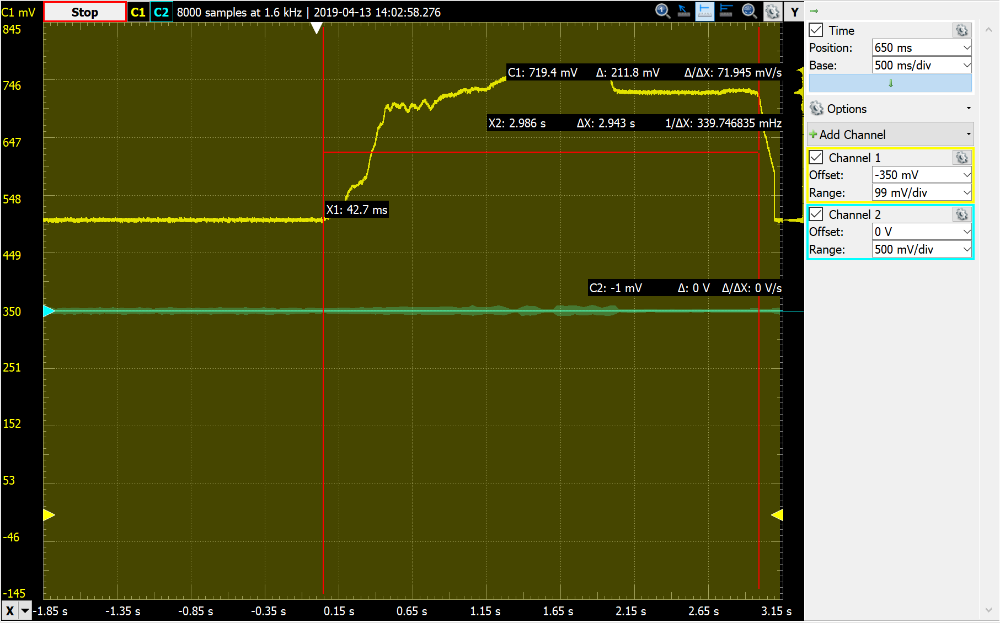 C1 mV Stop C1 C2 8000 samples at 1.6 kHz | 2019-04-13 14:02:58.276 1 Y
845
746
647
548
449
350
251
152
53
-46
-145
C1: 719.4 mV Δ: 211.8 mV Δ/ΔX: 71.945 mV/s
X2: 2.986 s ΔX: 2.943 s 1/ΔX: 339.746835 mHz
X1: 42.7 ms
C2: -1 mV Δ: 0 V Δ/ΔX: 0 V/s
X -1.85 s -1.35 s -0.85 s -0.35 s 0.15 s 0.65 s 1.15 s 1.65 s 2.15 s 2.65 s 3.15 s
Time
Position: 650 ms
Base: 500 ms/div
Options
Add Channel
Channel 1
Offset: -350 mV
Range: 99 mV/div
Channel 2
Offset: 0 V
Range: 500 mV/div